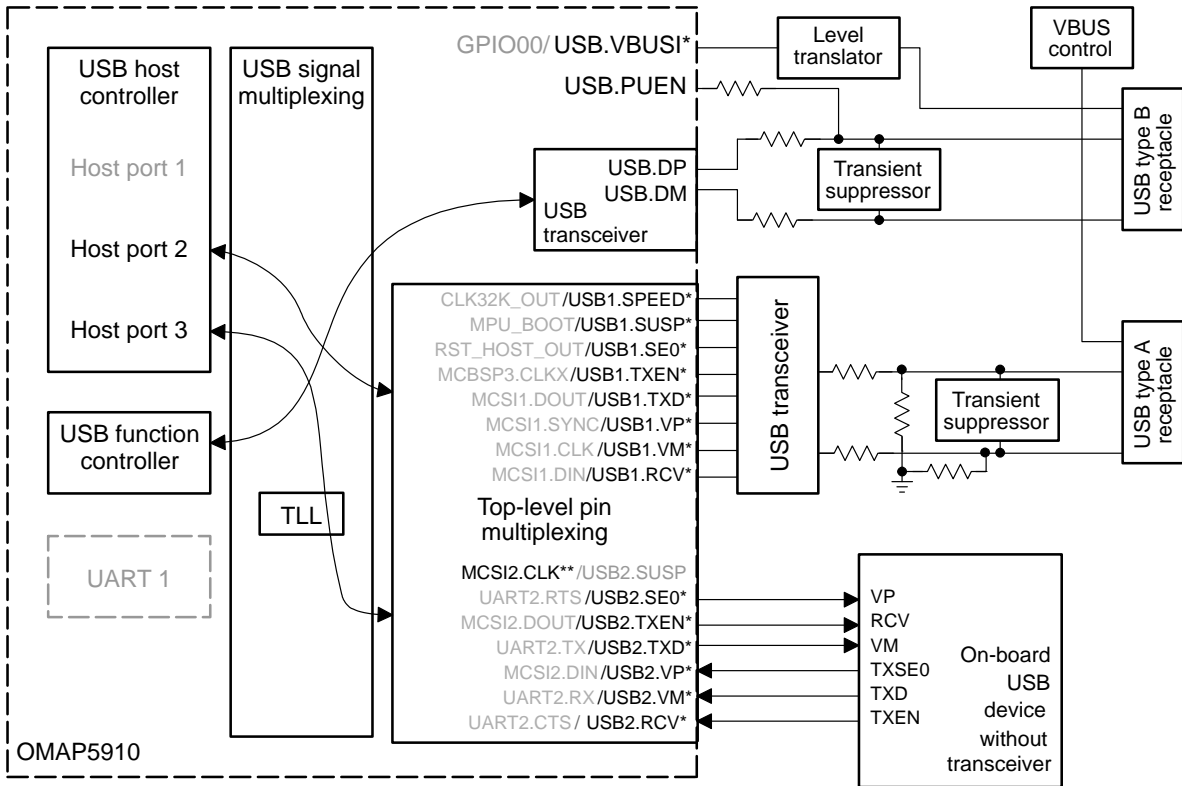 USB host
controller
Host port 1
Host port 2
Host port 3
USB function
controller
UART 1
OMAP5910
USB signal
multiplexing
TLL
GPIO00/USB.VBUSI*
USB.PUEN
USB.DP
USB.DM
USB
transceiver
CLK32K_OUT/USB1.SPEED*
MPU_BOOT/USB1.SUSP*
RST_HOST_OUT/USB1.SE0*
MCBSP3.CLKX/USB1.TXEN*
MCSI1.DOUT/USB1.TXD*
MCSI1.SYNC/USB1.VP*
MCSI1.CLK/USB1.VM*
MCSI1.DIN/USB1.RCV*
Top-level pin
multiplexing
MCSI2.CLK**/USB2.SUSP
UART2.RTS/USB2.SE0*
MCSI2.DOUT/USB2.TXEN*
UART2.TX/USB2.TXD*
MCSI2.DIN/USB2.VP*
UART2.RX/USB2.VM*
UART2.CTS/ USB2.RCV*
Level
translator
VBUS
control
Transient
suppressor
USB type B
receptacle
USB transceiver
Transient
suppressor
USB type A
receptacle
VP
RCV
VM
TXSE0
TXD
TXEN
On-board
USB
device
without
transceiver